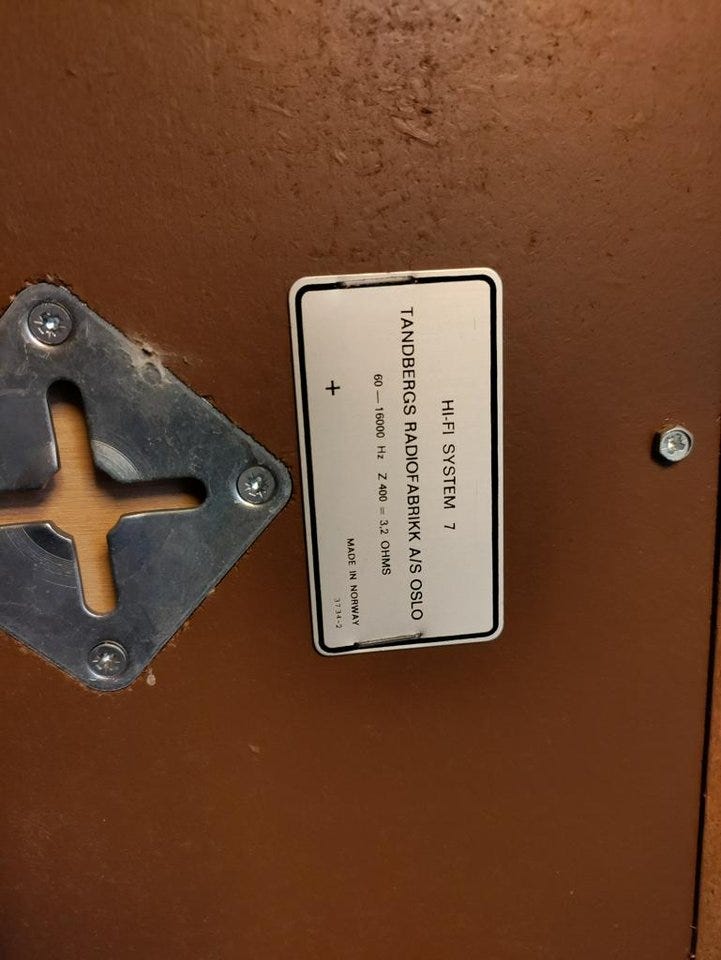 HI-FI SYSTEM 7
TANDBERGS RADIOFABRIKK A/S OSLO
60 — 16000 Hz Z 400 = 3,2 OHMS
MADE IN NORWAY
+
3734-2